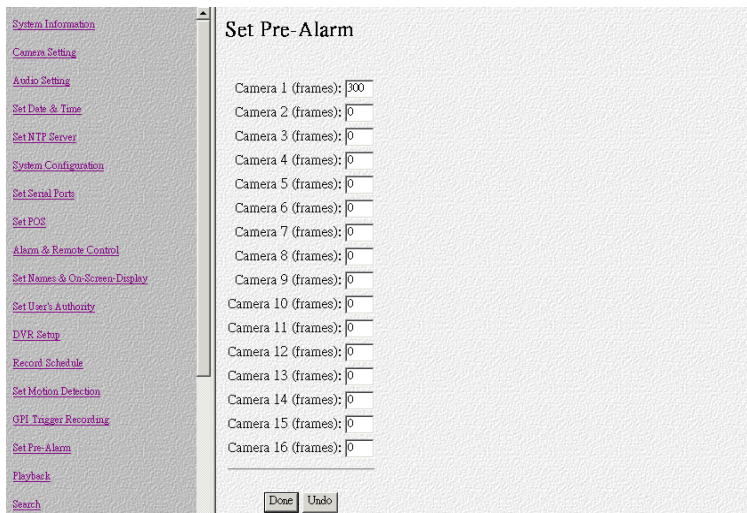 System Information
Camera Setting
Audio Setting
Set Date & Time
Set NTP Server
System Configuration
Set Serial Ports
Set POS
Alarm & Remote Control
Set Names & On-Screen-Display
Set User's Authority
DVR Setup
Record Schedule
Set Motion Detection
GPI Trigger Recording
Set Pre-Alarm
Playback
Search
Set Pre-Alarm
Camera 1 (frames): 300
Camera 2 (frames): 0
Camera 3 (frames): 0
Camera 4 (frames): 0
Camera 5 (frames): 0
Camera 6 (frames): 0
Camera 7 (frames): 0
Camera 8 (frames): 0
Camera 9 (frames): 0
Camera 10 (frames): 0
Camera 11 (frames): 0
Camera 12 (frames): 0
Camera 13 (frames): 0
Camera 14 (frames): 0
Camera 15 (frames): 0
Camera 16 (frames): 0
Done Undo